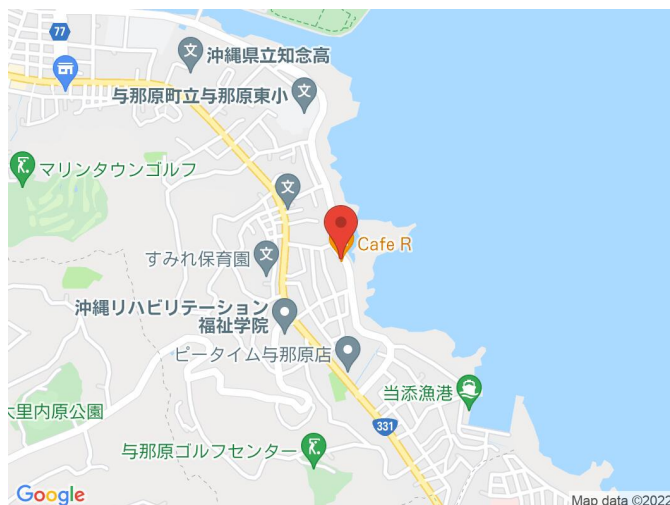 77
沖縄県立知念高
与那原町立与那原東小
マリンタウンゴルフ
Cafe R
すみれ保育園
沖縄リハビリテーション
福祉学院
ピータイム与那原店
当添漁港
大里内原公園
331
与那原ゴルフセンター
Google
Map data ©2022